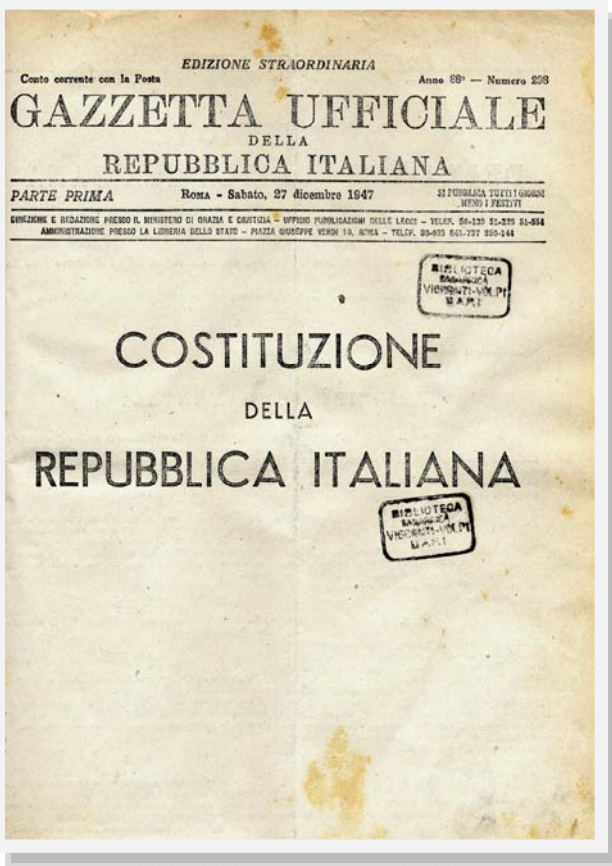 EDIZIONE STRAORDINARIA
Conto corrente con la Posta
Anno 88° — Numero 298
GAZZETTA UFFICIALE
DELLA
REPUBBLICA ITALIANA
PARTE PRIMA
ROMA - Sabato, 27 dicembre 1947
SI PUBBLICA TUTTI I GIORNI
MENO I FESTIVI
DIREZIONE E REDAZIONE PRESSO IL MINISTERO DI GRAZIA E GIUSTIZIA – UFFICIO PUBBLICAZIONI DELLE LEGGI – TELEF.
AMMINISTRAZIONE PRESSO LA LIBRERIA DELLO STATO – PIAZZA GIUSEPPE VERDI 10, ROMA – TELEF.
BIBLIOTECA
BARI
COSTITUZIONE
DELLA
REPUBBLICA ITALIANA
BIBLIOTECA
BARI